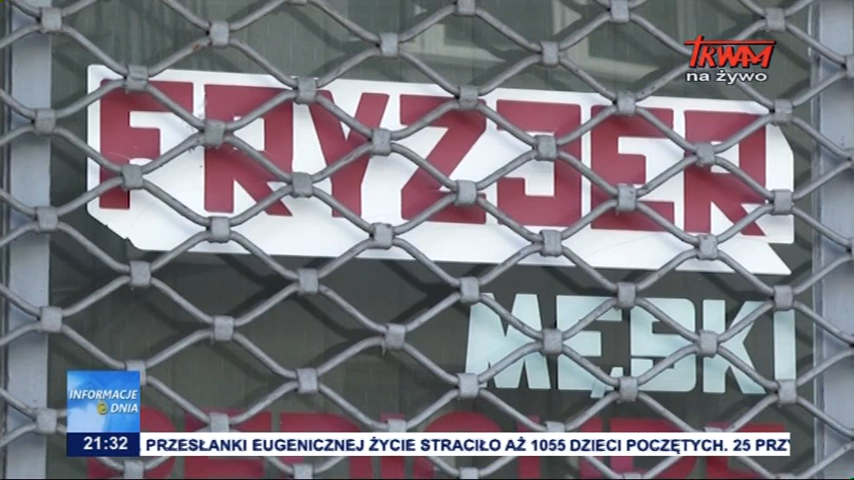 TRWAM
na żywo
FRYZJER
MĘSKI
INFORMACJE
DNIA
21:32
PRZESŁANKI EUGENICZNEJ ŻYCIE STRACIŁO AŻ 1055 DZIECI POCZĘTYCH. 25 PRZY